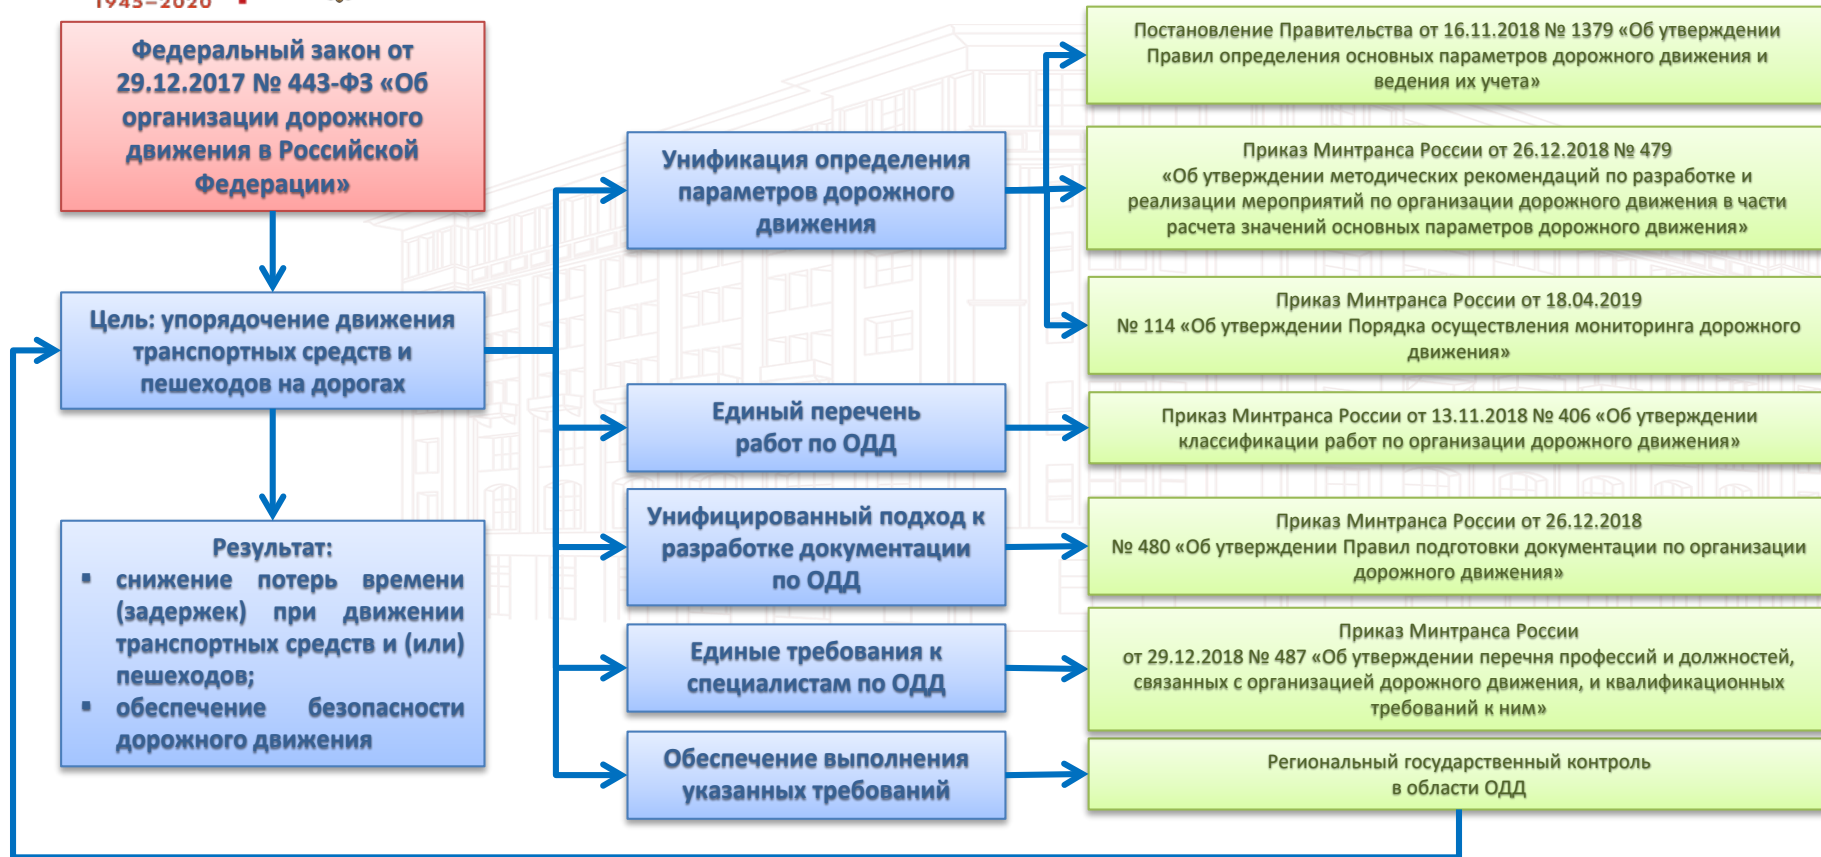 1945–2020
Федеральный закон от
29.12.2017 № 443-ФЗ «Об
организации дорожного
движения в Российской
Федерации»
Цель: упорядочение движения
транспортных средств и
пешеходов на дорогах
Результат:
▪ снижение потерь времени
(задержек) при движении
транспортных средств и (или)
пешеходов;
▪ обеспечение безопасности
дорожного движения
Унификация определения
параметров дорожного
движения
Единый перечень
работ по ОДД
Унифицированный подход к
разработке документации
по ОДД
Единые требования к
специалистам по ОДД
Обеспечение выполнения
указанных требований
Постановление Правительства от 16.11.2018 № 1379 «Об утверждении
Правил определения основных параметров дорожного движения и
ведения их учета»
Приказ Минтранса России от 26.12.2018 № 479
«Об утверждении методических рекомендаций по разработке и
реализации мероприятий по организации дорожного движения в части
расчета значений основных параметров дорожного движения»
Приказ Минтранса России от 18.04.2019
№ 114 «Об утверждении Порядка осуществления мониторинга дорожного
движения»
Приказ Минтранса России от 13.11.2018 № 406 «Об утверждении
классификации работ по организации дорожного движения»
Приказ Минтранса России от 26.12.2018
№ 480 «Об утверждении Правил подготовки документации по организации
дорожного движения»
Приказ Минтранса России
от 29.12.2018 № 487 «Об утверждении перечня профессий и должностей,
связанных с организацией дорожного движения, и квалификационных
требований к ним»
Региональный государственный контроль
в области ОДД